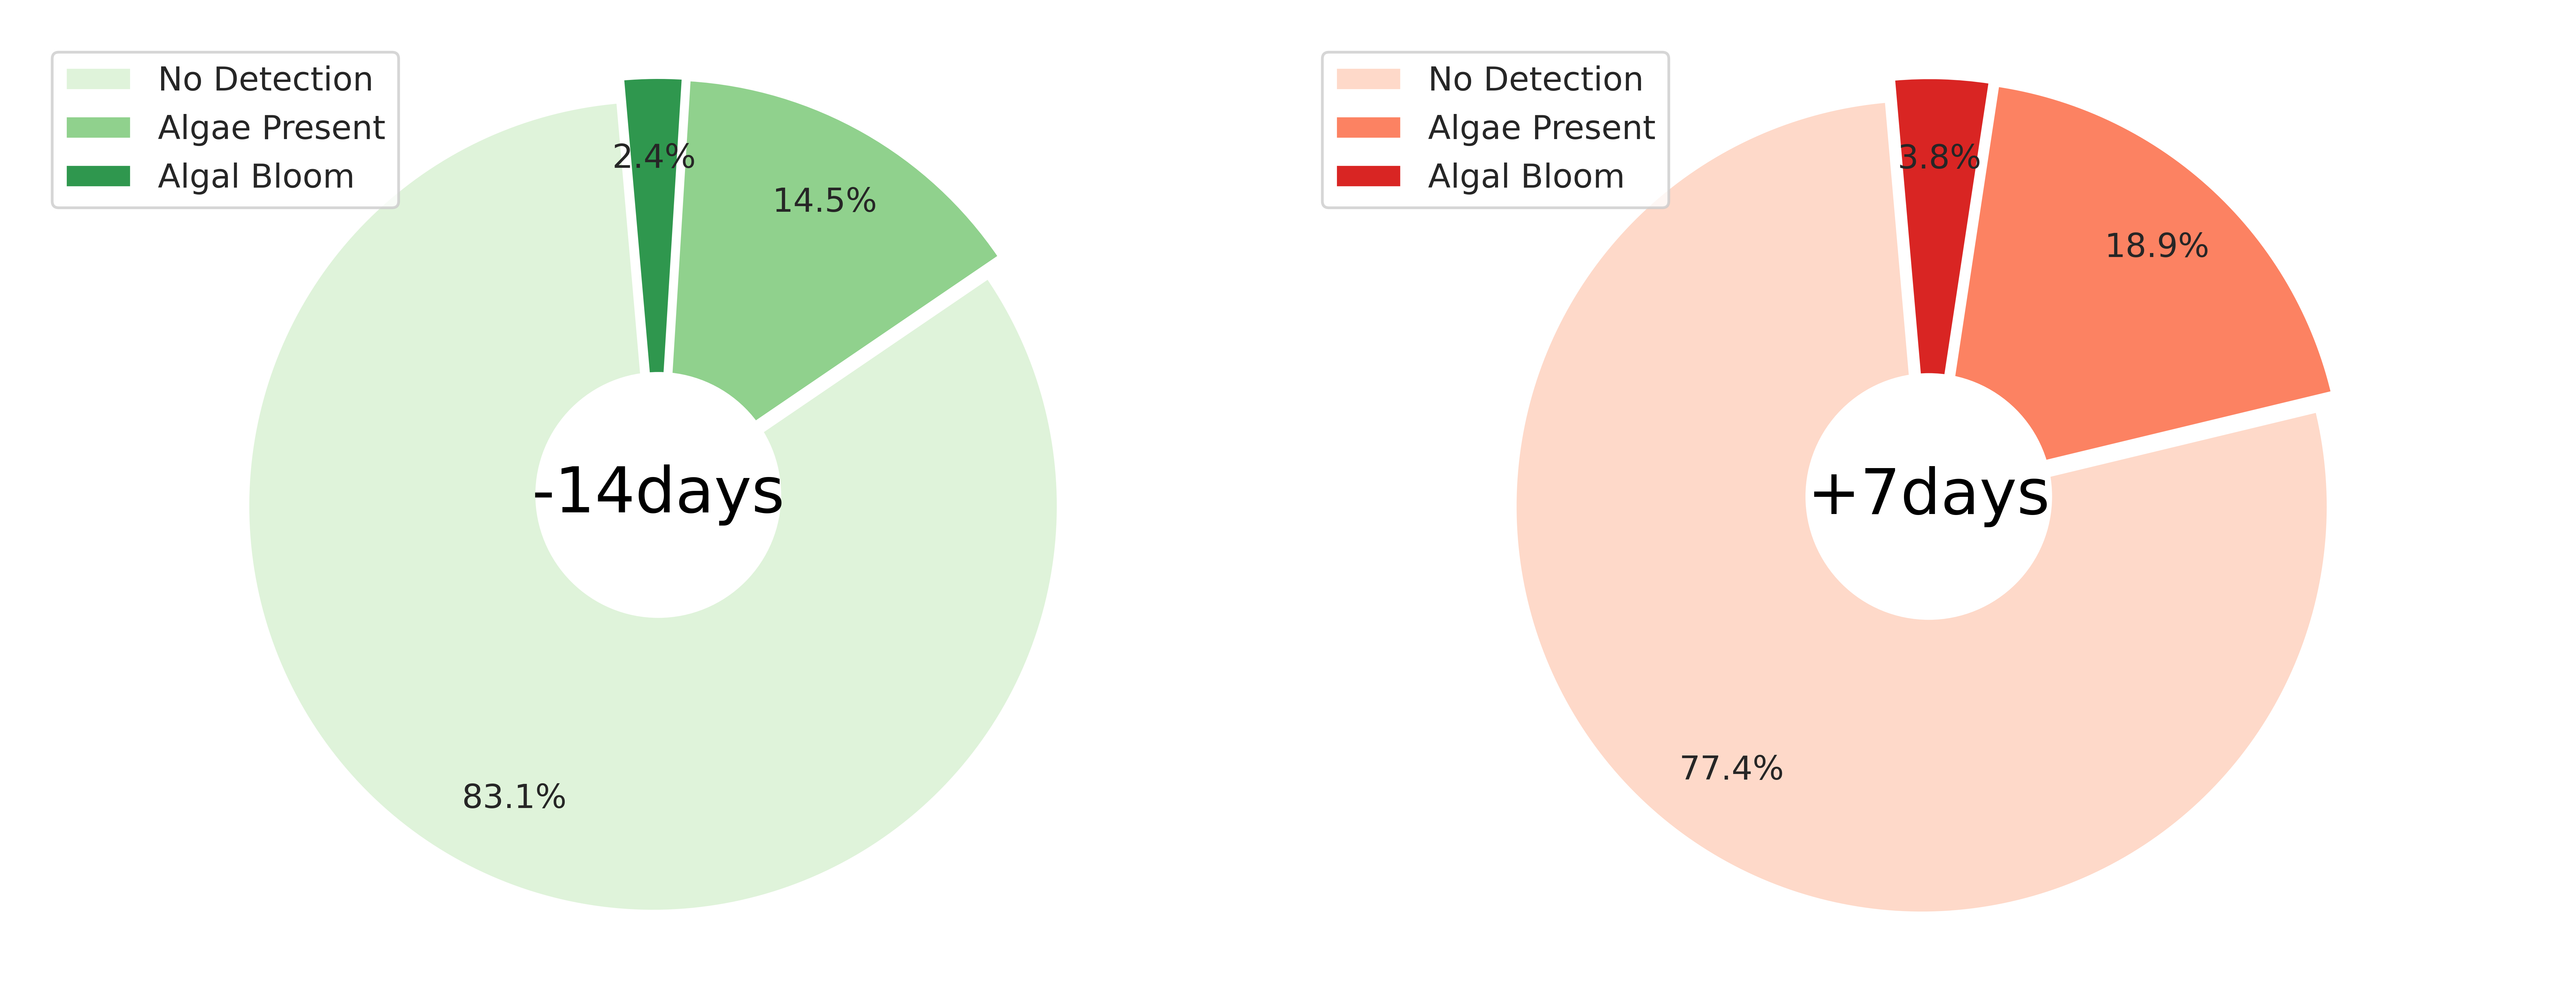 No Detection
Algae Present
Algal Bloom
2.4%
14.5%
-14days
83.1%
No Detection
Algae Present
Algal Bloom
3.8%
18.9%
+7days
77.4%